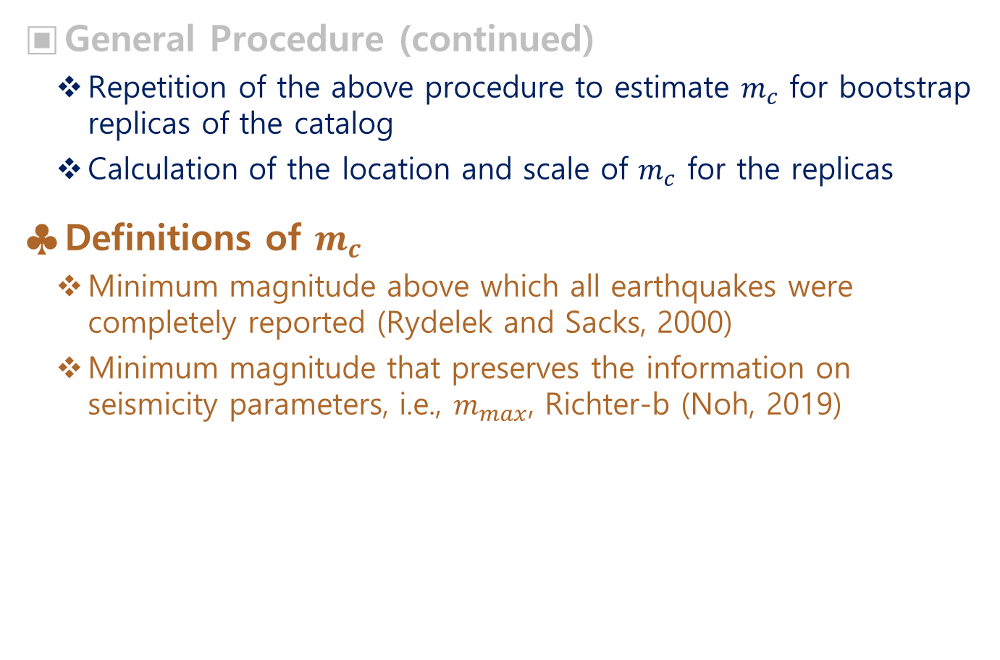 ▣ General Procedure (continued)
❖ Repetition of the above procedure to estimate m_c for bootstrap
replicas of the catalog
❖ Calculation of the location and scale of m_c for the replicas
♣ Definitions of m_c
❖ Minimum magnitude above which all earthquakes were
completely reported (Rydelek and Sacks, 2000)
❖ Minimum magnitude that preserves the information on
seismicity parameters, i.e., m_max, Richter-b (Noh, 2019)